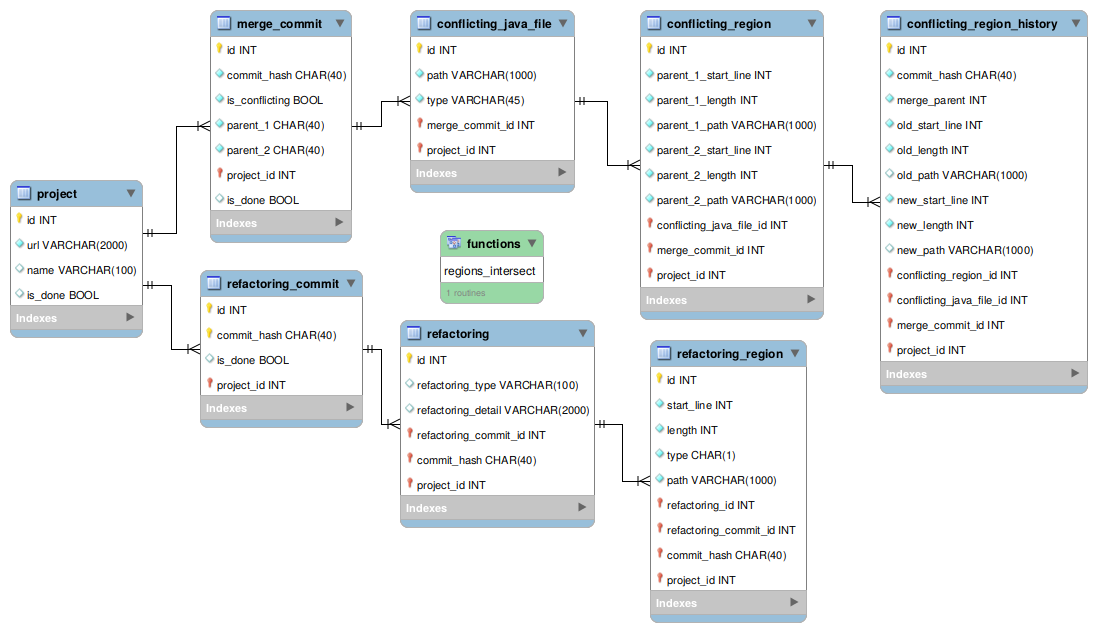 merge_commit
id INT
commit_hash CHAR(40)
is_conflicting BOOL
parent_1 CHAR(40)
parent_2 CHAR(40)
project_id INT
is_done BOOL
Indexes
conflicting_java_file
id INT
path VARCHAR(1000)
type VARCHAR(45)
merge_commit_id INT
project_id INT
Indexes
conflicting_region
id INT
parent_1_start_line INT
parent_1_length INT
parent_1_path VARCHAR(1000)
parent_2_start_line INT
parent_2_length INT
parent_2_path VARCHAR(1000)
conflicting_java_file_id INT
merge_commit_id INT
project_id INT
Indexes
conflicting_region_history
id INT
commit_hash CHAR(40)
merge_parent INT
old_start_line INT
old_length INT
old_path VARCHAR(1000)
new_start_line INT
new_length INT
new_path VARCHAR(1000)
conflicting_region_id INT
conflicting_java_file_id INT
merge_commit_id INT
project_id INT
Indexes
project
id INT
url VARCHAR(2000)
name VARCHAR(100)
is_done BOOL
Indexes
functions
regions_intersect
1 routines
refactoring_commit
id INT
commit_hash CHAR(40)
is_done BOOL
project_id INT
Indexes
refactoring
id INT
refactoring_type VARCHAR(100)
refactoring_detail VARCHAR(2000)
refactoring_commit_id INT
commit_hash CHAR(40)
project_id INT
Indexes
refactoring_region
id INT
start_line INT
length INT
type CHAR(1)
path VARCHAR(1000)
refactoring_id INT
refactoring_commit_id INT
commit_hash CHAR(40)
project_id INT
Indexes